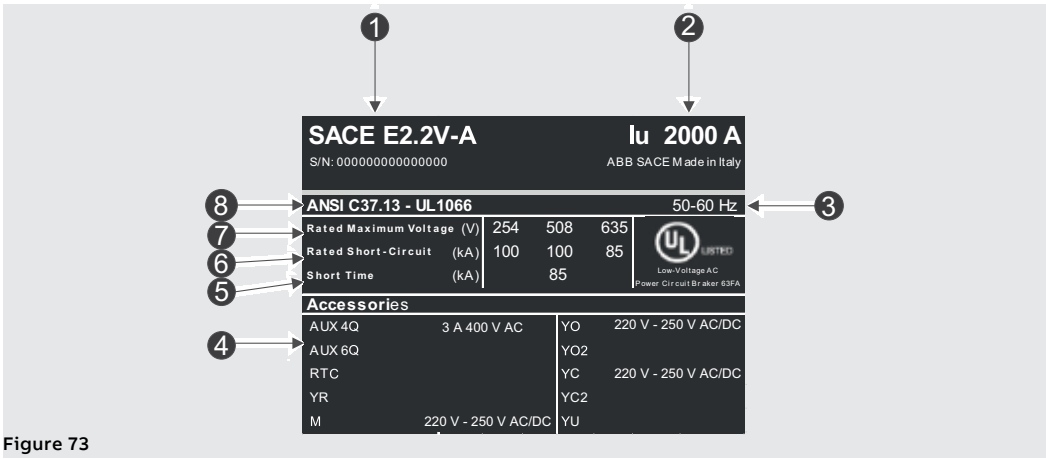 1 2
SACE E2.2V-A Iu 2000 A
S/N: 000000000000000 ABB SACE Made in Italy
8 ANSI C37.13 - UL1066 50-60 Hz 3
7 Rated Maximum Voltage (V) 254 508 635
UL LISTED
6 Rated Short-Circuit (kA) 100 100 85
Low-Voltage AC
5 Short Time (kA) 85
Power Circuit Braker 63FA
Accessories
4 AUX 4Q 3 A 400 V AC YO 220 V - 250 V AC/DC
AUX 6Q YO2
RTC YC 220 V - 250 V AC/DC
YR YC2
M 220 V - 250 V AC/DC YU
Figure 73